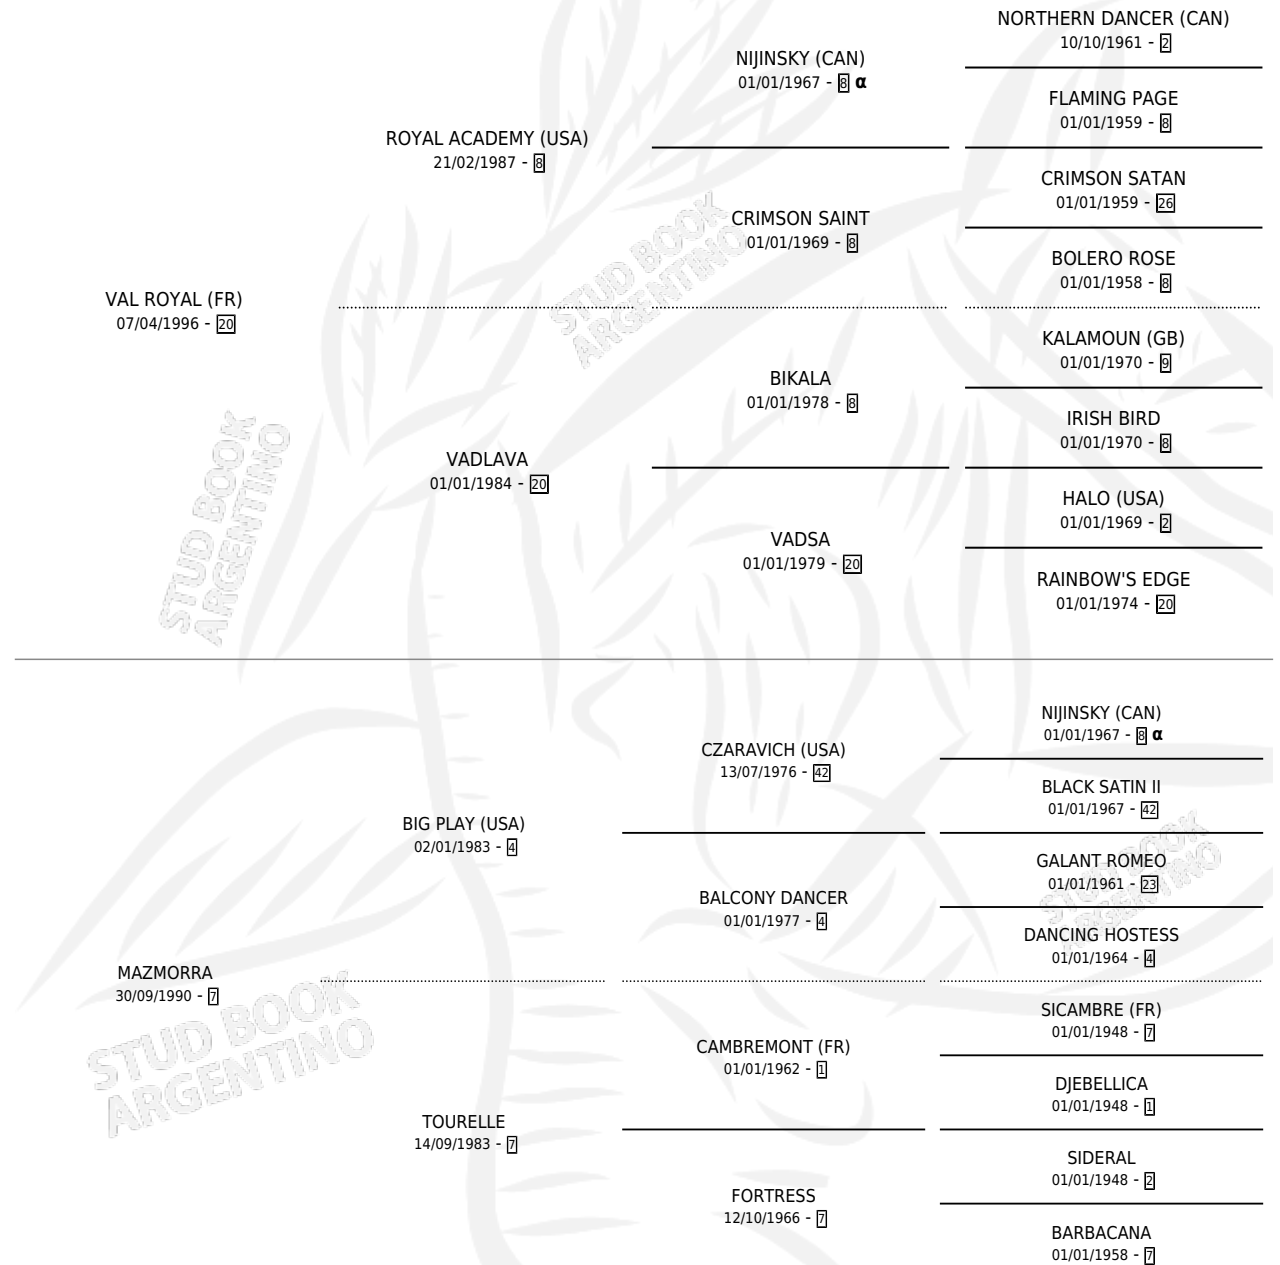 NORTHERN DANCER (CAN)
10/10/1961 - 2
NIJINSKY (CAN)
01/01/1967 - 8 α
FLAMING PAGE
01/01/1959 - 8
ROYAL ACADEMY (USA)
21/02/1987 - 8
CRIMSON SATAN
01/01/1959 - 26
CRIMSON SAINT
01/01/1969 - 8
BOLERO ROSE
01/01/1958 - 8
VAL ROYAL (FR)
07/04/1996 - 20
KALAMOUN (GB)
01/01/1970 - 9
BIKALA
01/01/1978 - 8
IRISH BIRD
01/01/1970 - 8
VADLAVA
01/01/1984 - 20
HALO (USA)
01/01/1969 - 2
VADSA
01/01/1979 - 20
RAINBOW'S EDGE
01/01/1974 - 20
NIJINSKY (CAN)
01/01/1967 - 8 α
CZARAVICH (USA)
13/07/1976 - 42
BLACK SATIN II
01/01/1967 - 42
BIG PLAY (USA)
02/01/1983 - 4
GALANT ROMEO
01/01/1961 - 23
BALCONY DANCER
01/01/1977 - 4
DANCING HOSTESS
01/01/1964 - 4
MAZMORRA
30/09/1990 - 7
SICAMBRE (FR)
01/01/1948 - 7
CAMBREMONT (FR)
01/01/1962 - 1
DJEBELLICA
01/01/1948 - 1
TOURELLE
14/09/1983 - 7
SIDERAL
01/01/1948 - 2
FORTRESS
12/10/1966 - 7
BARBACANA
01/01/1958 - 7
STUD BOOK
ARGENTINO
STUD BOOK
ARGENTINO
STUD BOOK
ARGENTINO
STUD BOOK
ARGENTINO